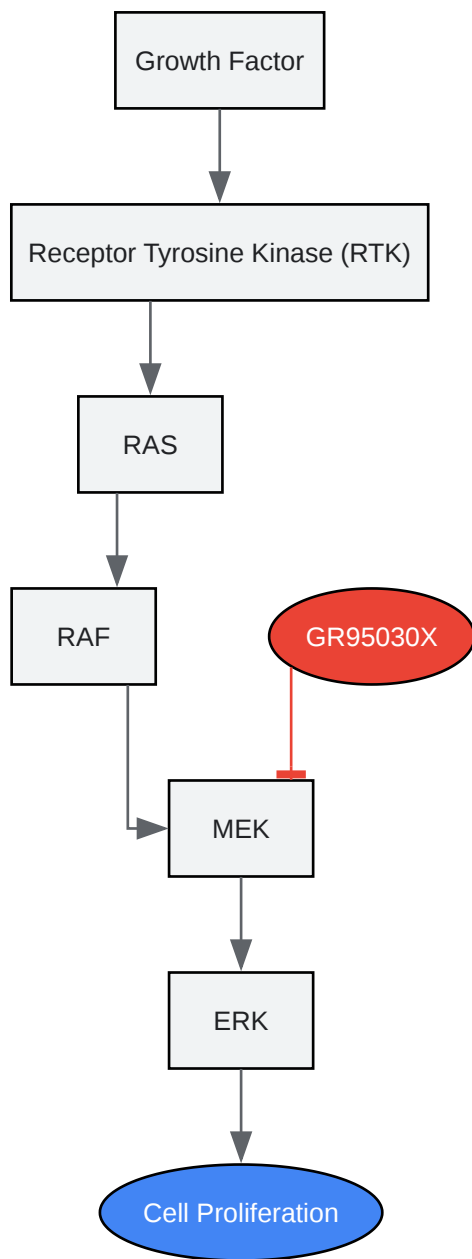 Growth Factor
Receptor Tyrosine Kinase (RTK)
RAS
RAF
GR95030X
MEK
ERK
Cell Proliferation